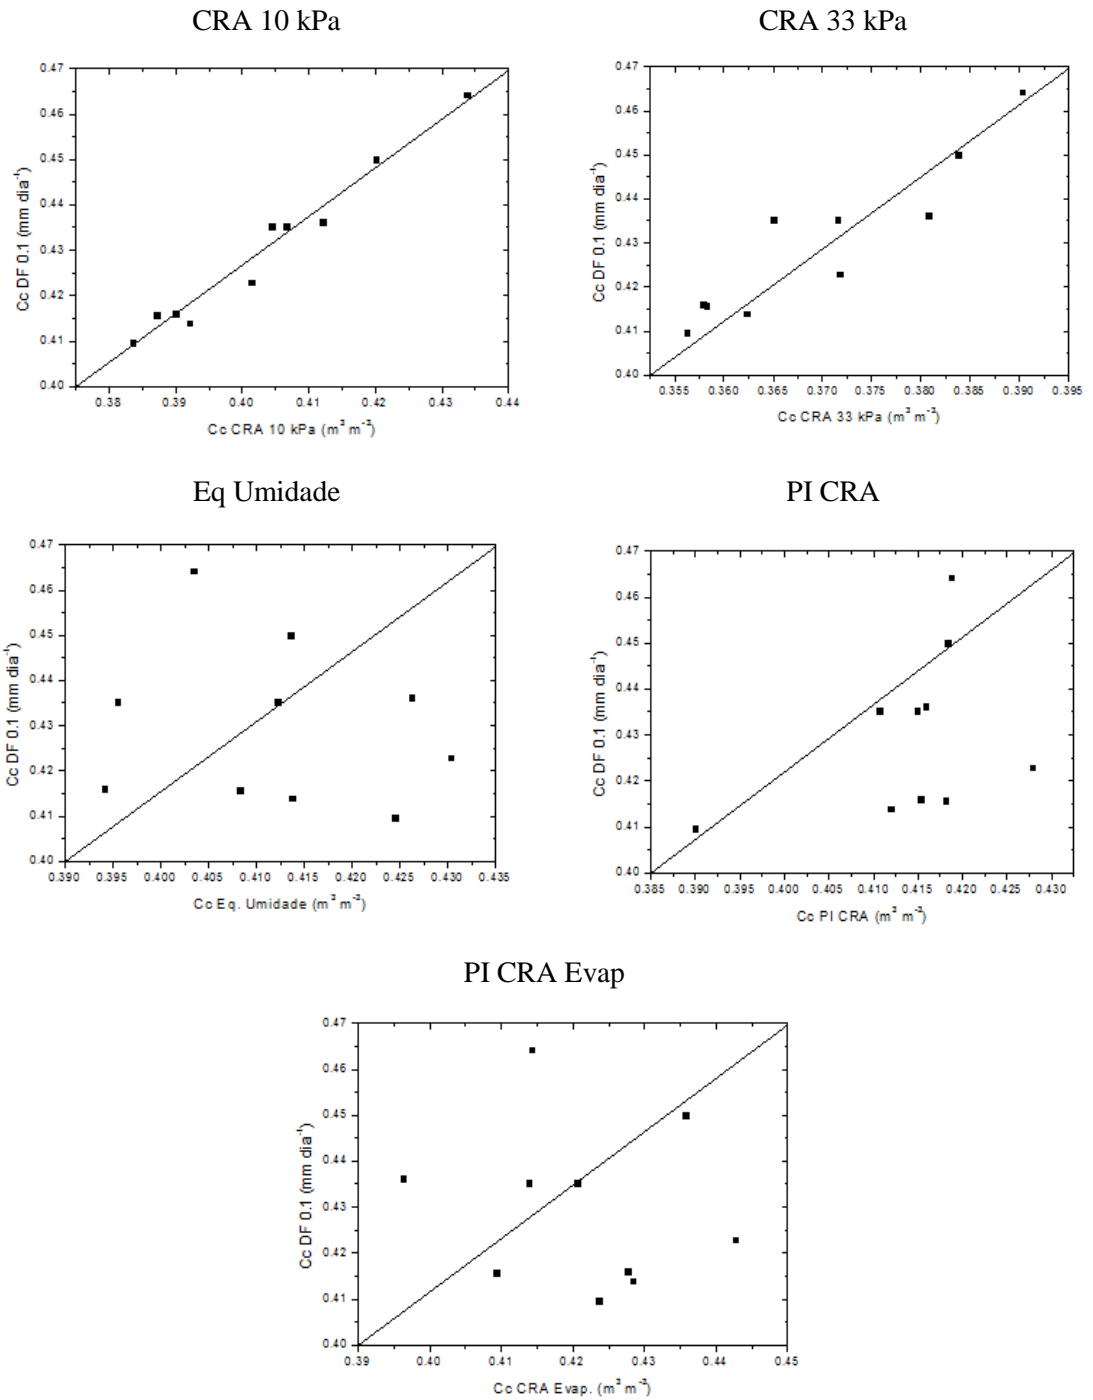 CRA 10 kPa
0.47
0.46
0.45
0.44
0.43
0.42
0.41
0.40
Cc DF 0.1 (mm dia⁻¹)
0.38 0.39 0.40 0.41 0.42 0.43 0.44
Cc CRA 10 kPa (m³ m⁻³)
CRA 33 kPa
0.47
0.46
0.45
0.44
0.43
0.42
0.41
0.40
Cc DF 0.1 (mm dia⁻¹)
0.355 0.360 0.365 0.370 0.375 0.380 0.385 0.390 0.395
Cc CRA 33 kPa (m³ m⁻³)
Eq Umidade
0.47
0.46
0.45
0.44
0.43
0.42
0.41
0.40
Cc DF 0.1 (mm dia⁻¹)
0.390 0.395 0.400 0.405 0.410 0.415 0.420 0.425 0.430 0.435
Cc Eq. Umidade (m³ m⁻³)
PI CRA
0.47
0.46
0.45
0.44
0.43
0.42
0.41
0.40
Cc DF 0.1 (mm dia⁻¹)
0.385 0.390 0.395 0.400 0.405 0.410 0.415 0.420 0.425 0.430
Cc PI CRA (m³ m⁻³)
PI CRA Evap
0.47
0.46
0.45
0.44
0.43
0.42
0.41
0.40
Cc DF 0.1 (mm dia⁻¹)
0.39 0.40 0.41 0.42 0.43 0.44 0.45
Cc CRA Evap. (m³ m⁻³)